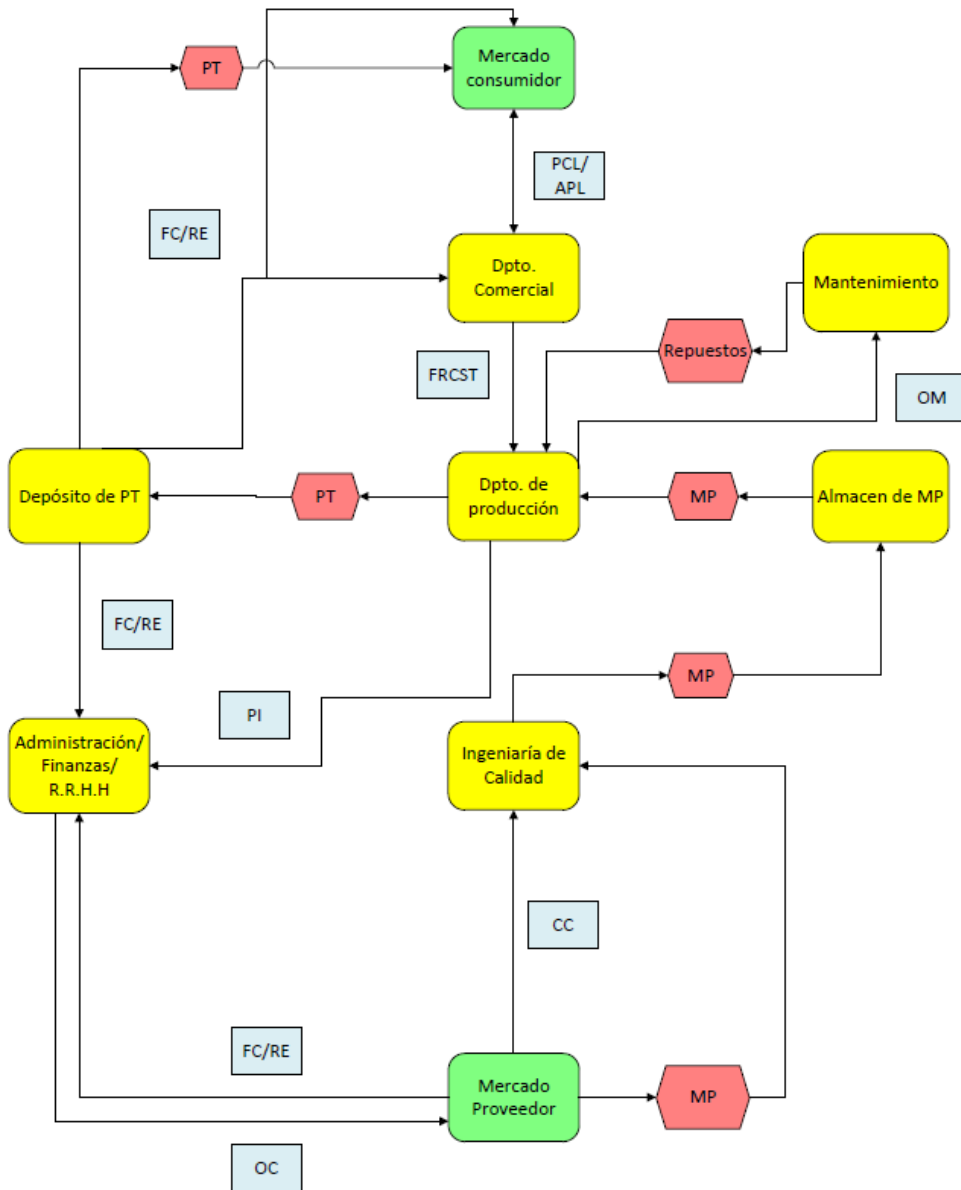 Mercado
consumidor
PT
PCL/
APL
FC/RE
Dpto.
Comercial
Mantenimiento
Repuestos
FRCST
OM
Depósito de PT
PT
Dpto. de
producción
MP
Almacen de MP
FC/RE
MP
PI
Administración/
Finanzas/
R.R.H.H
Ingeniaría de
Calidad
CC
FC/RE
Mercado
Proveedor
MP
OC